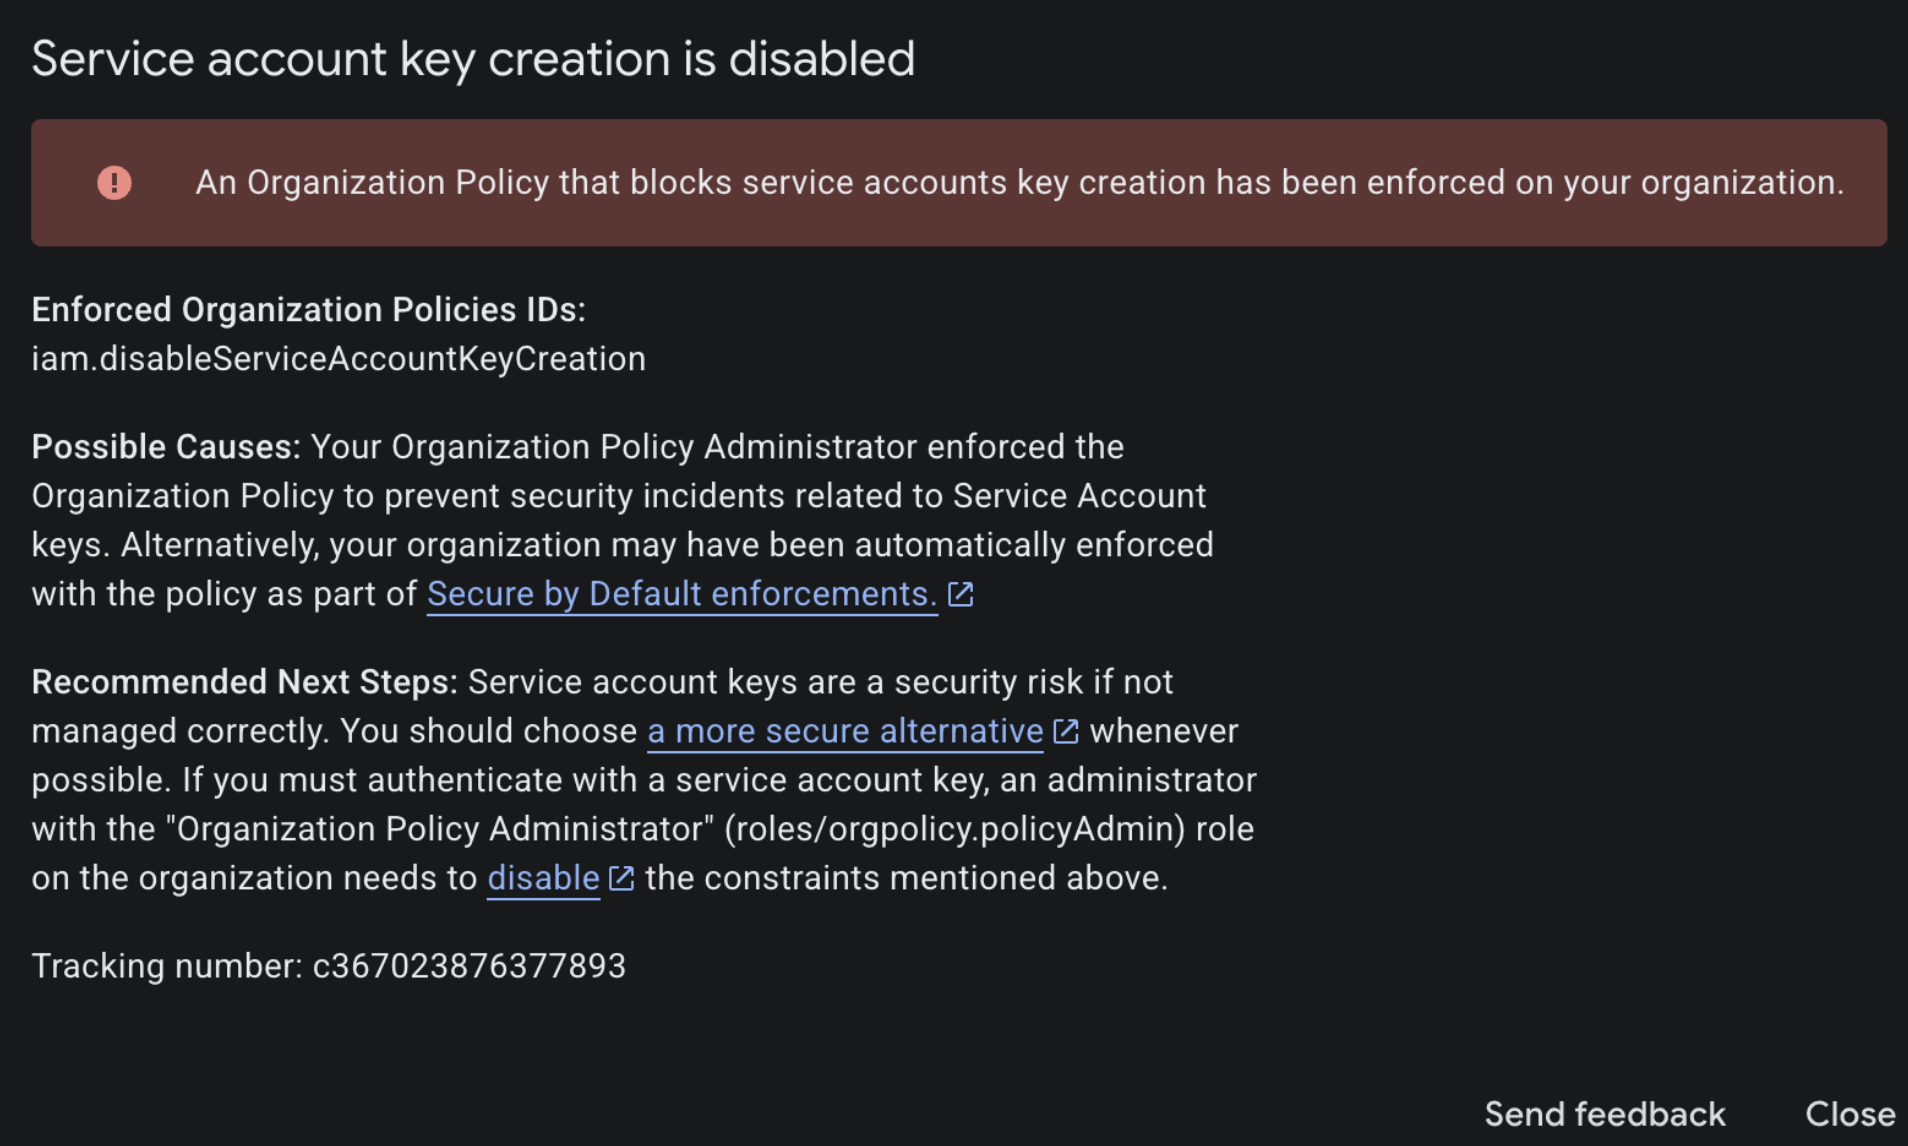 Service account key creation is disabled
An Organization Policy that blocks service accounts key creation has been enforced on your organization.
Enforced Organization Policies IDs:
iam.disableServiceAccountKeyCreation
Possible Causes: Your Organization Policy Administrator enforced the
Organization Policy to prevent security incidents related to Service Account
keys. Alternatively, your organization may have been automatically enforced
with the policy as part of Secure by Default enforcements.
Recommended Next Steps: Service account keys are a security risk if not
managed correctly. You should choose a more secure alternative whenever
possible. If you must authenticate with a service account key, an administrator
with the "Organization Policy Administrator" (roles/orgpolicy.policyAdmin) role
on the organization needs to disable the constraints mentioned above.
Tracking number: c367023876377893
Send feedback Close